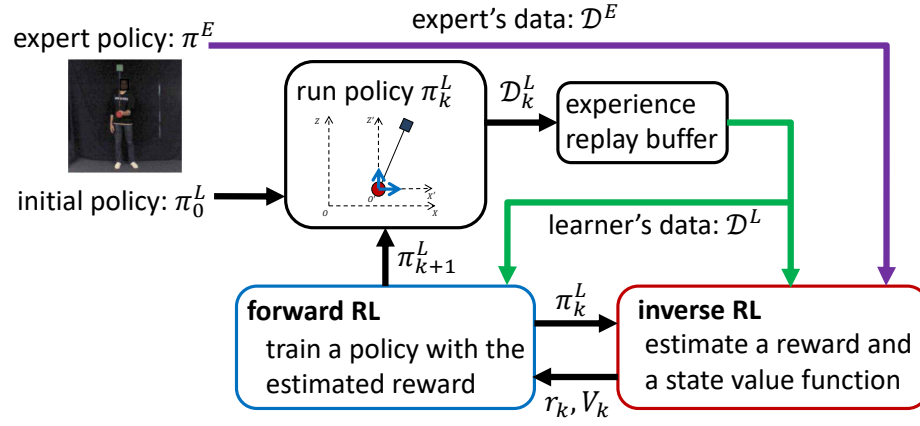 expert's data: 𝒟^E
expert policy: π^E
run policy π_k^L
Z
Z'
O'
X'
O
X
𝒟_k^L
experience
replay buffer
initial policy: π_0^L
learner's data: 𝒟^L
π_{k+1}^L
forward RL
train a policy with the
estimated reward
π_k^L
r_k, V_k
inverse RL
estimate a reward and
a state value function